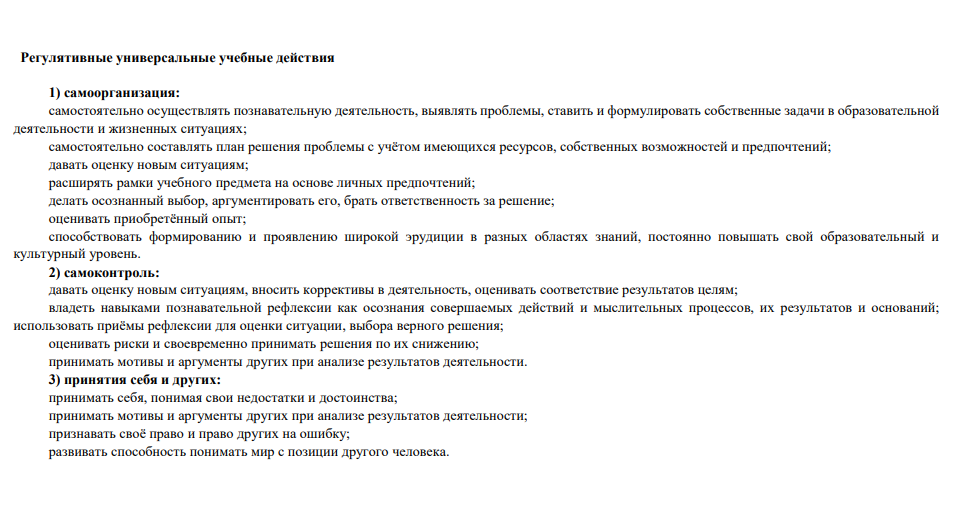 Регулятивные универсальные учебные действия
1) самоорганизация:
самостоятельно осуществлять познавательную деятельность, выявлять проблемы, ставить и формулировать собственные задачи в образовательной
деятельности и жизненных ситуациях;
самостоятельно составлять план решения проблемы с учётом имеющихся ресурсов, собственных возможностей и предпочтений;
давать оценку новым ситуациям;
расширять рамки учебного предмета на основе личных предпочтений;
делать осознанный выбор, аргументировать его, брать ответственность за решение;
оценивать приобретённый опыт;
способствовать формированию и проявлению широкой эрудиции в разных областях знаний, постоянно повышать свой образовательный и
культурный уровень.
2) самоконтроль:
давать оценку новым ситуациям, вносить коррективы в деятельность, оценивать соответствие результатов целям;
владеть навыками познавательной рефлексии как осознания совершаемых действий и мыслительных процессов, их результатов и оснований;
использовать приёмы рефлексии для оценки ситуации, выбора верного решения;
оценивать риски и своевременно принимать решения по их снижению;
принимать мотивы и аргументы других при анализе результатов деятельности.
3) принятия себя и других:
принимать себя, понимая свои недостатки и достоинства;
принимать мотивы и аргументы других при анализе результатов деятельности;
признавать своё право и право других на ошибку;
развивать способность понимать мир с позиции другого человека.